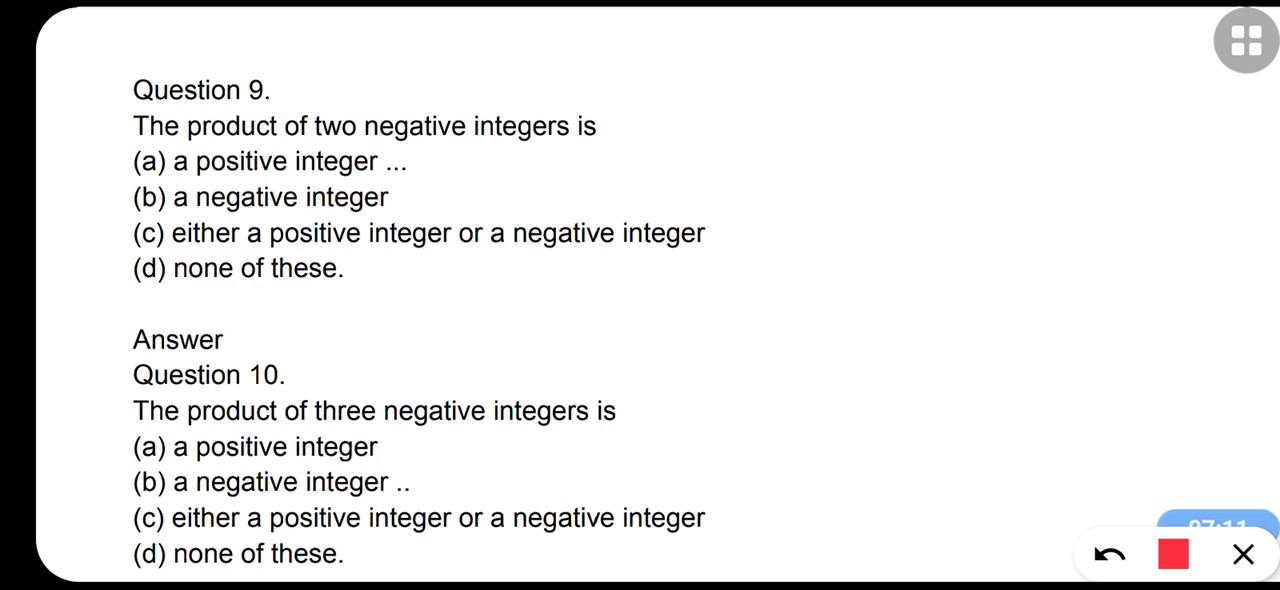 Question 9.
The product of two negative integers is
(a) a positive integer ...
(b) a negative integer
(c) either a positive integer or a negative integer
(d) none of these.
Answer
Question 10.
The product of three negative integers is
(a) a positive integer
(b) a negative integer ..
(c) either a positive integer or a negative integer
(d) none of these.